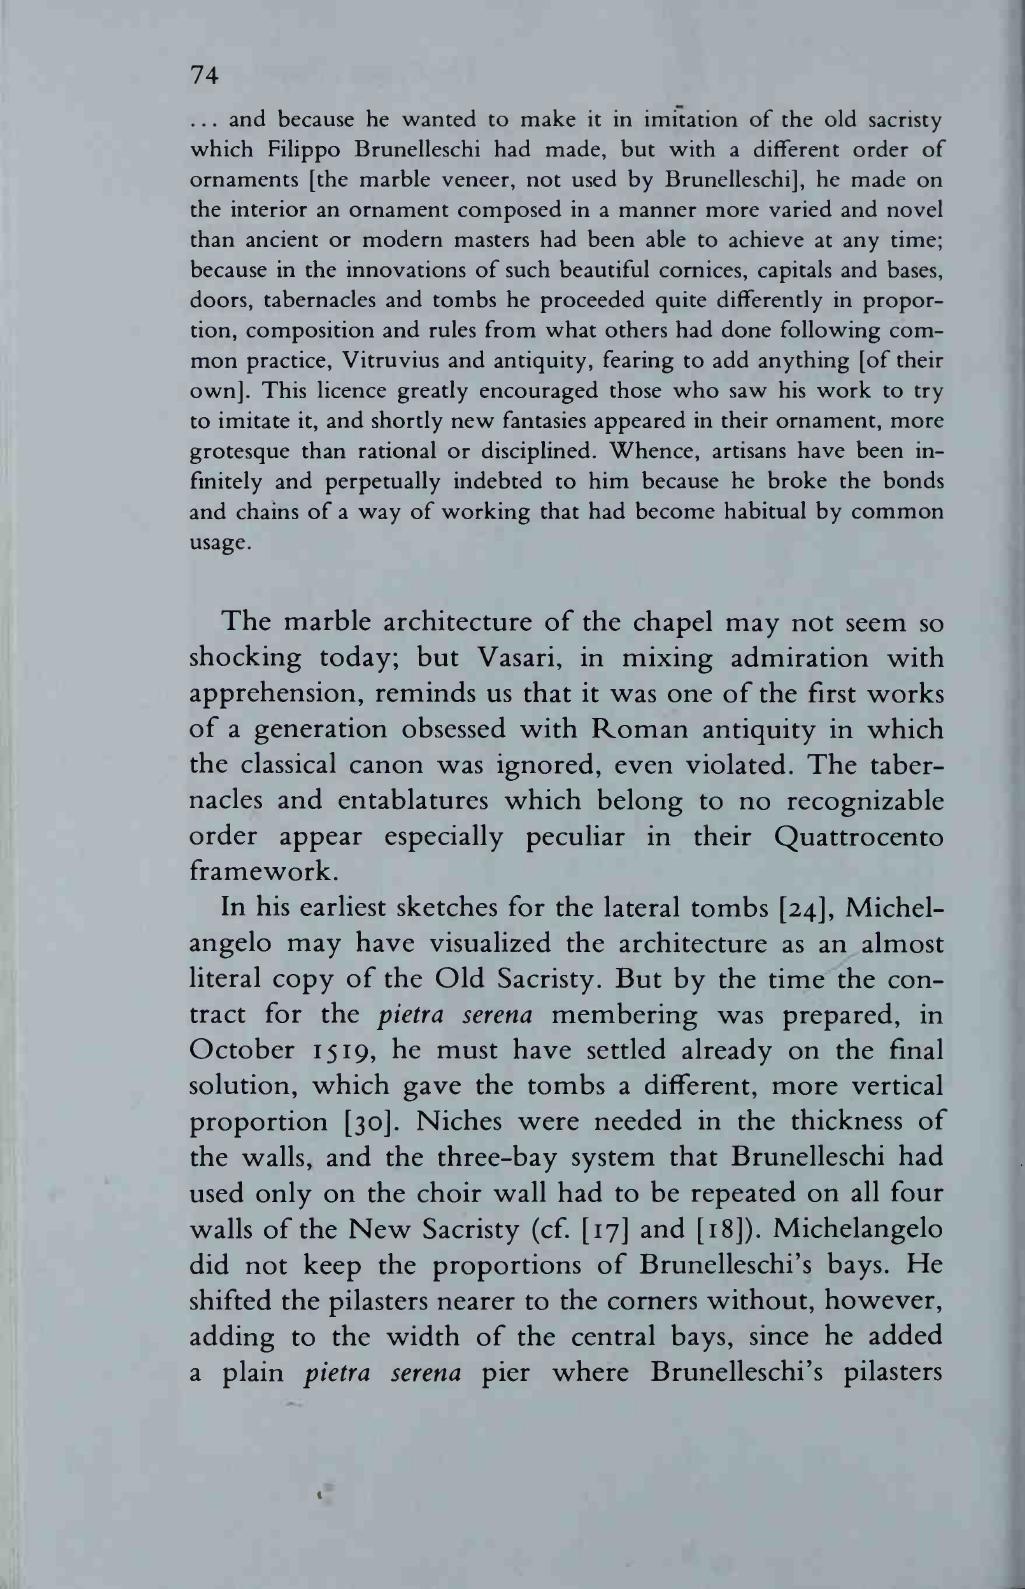 74
... and because he wanted to make it in imitation of the old sacristy
which Filippo Brunelleschi had made, but with a different order of
ornaments [the marble veneer, not used by Brunelleschi], he made on
the interior an ornament composed in a manner more varied and novel
than ancient or modern masters had been able to achieve at any time;
because in the innovations of such beautiful cornices, capitals and bases,
doors, tabernacles and tombs he proceeded quite differently in propor-
tion, composition and rules from what others had done following com-
mon practice, Vitruvius and antiquity, fearing to add anything [of their
own]. This licence greatly encouraged those who saw his work to try
to imitate it, and shortly new fantasies appeared in their ornament, more
grotesque than rational or disciplined. Whence, artisans have been in-
finitely and perpetually indebted to him because he broke the bonds
and chains of a way of working that had become habitual by common
usage.
The marble architecture of the chapel may not seem so
shocking today; but Vasari, in mixing admiration with
apprehension, reminds us that it was one of the first works
of a generation obsessed with Roman antiquity in which
the classical canon was ignored, even violated. The taber-
nacles and entablatures which belong to no recognizable
order appear especially peculiar in their Quattrocento
framework.
In his earliest sketches for the lateral tombs [24], Michel-
angelo may have visualized the architecture as an almost
literal copy of the Old Sacristy. But by the time the con-
tract for the pietra serena membering was prepared, in
October 1519, he must have settled already on the final
solution, which gave the tombs a different, more vertical
proportion [30]. Niches were needed in the thickness of
the walls, and the three-bay system that Brunelleschi had
used only on the choir wall had to be repeated on all four
walls of the New Sacristy (cf. [17] and [18]). Michelangelo
did not keep the proportions of Brunelleschi's bays. He
shifted the pilasters nearer to the corners without, however,
adding to the width of the central bays, since he added
a plain pietra serena pier where Brunelleschi's pilasters